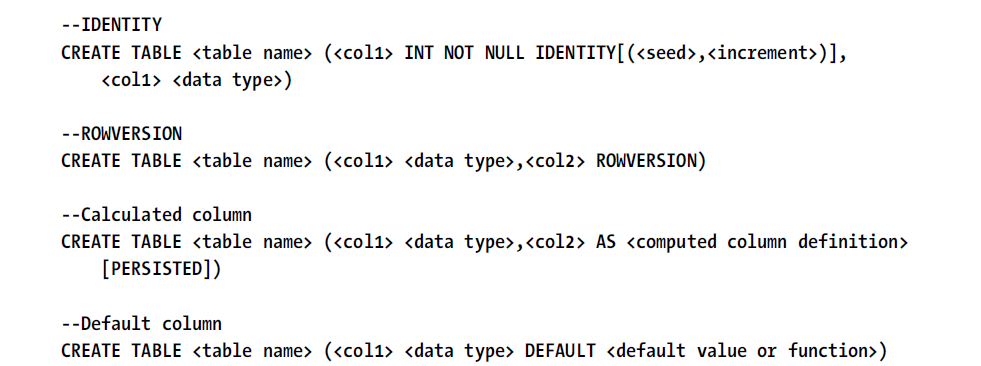 --IDENTITY
CREATE TABLE <table name> (<col1> INT NOT NULL IDENTITY[(<seed>,<increment>)],
<col1> <data type>)
--ROWVERSION
CREATE TABLE <table name> (<col1> <data type>,<col2> ROWVERSION)
--Calculated column
CREATE TABLE <table name> (<col1> <data type>,<col2> AS <computed column definition>
[PERSISTED])
--Default column
CREATE TABLE <table name> (<col1> <data type> DEFAULT <default value or function>)